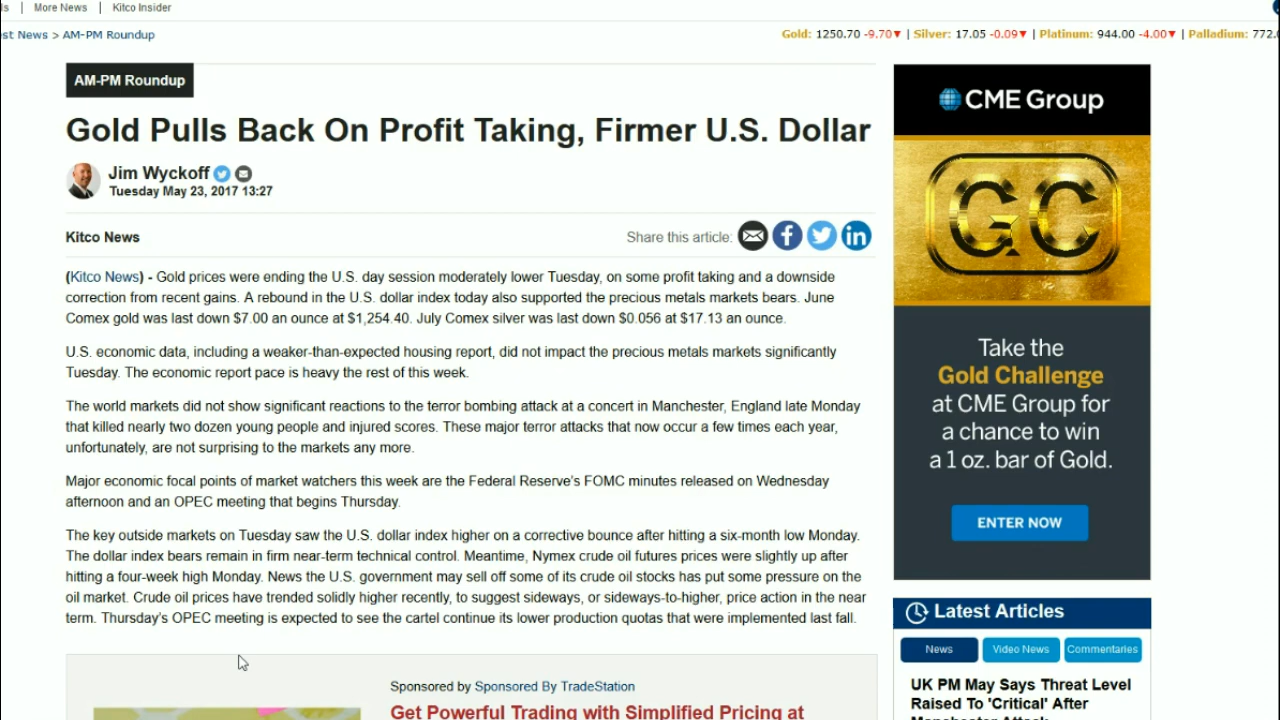 More News | Kitco Insider
est News > AM-PM Roundup
Gold: 1250.70 -9.70▼ | Silver: 17.05 -0.09▼ | Platinum: 944.00 -4.00▼ | Palladium: 772.
AM-PM Roundup
Gold Pulls Back On Profit Taking, Firmer U.S. Dollar
Jim Wyckoff
Tuesday May 23, 2017 13:27
Kitco News
Share this article:
(Kitco News) - Gold prices were ending the U.S. day session moderately lower Tuesday, on some profit taking and a downside
correction from recent gains. A rebound in the U.S. dollar index today also supported the precious metals markets bears. June
Comex gold was last down $7.00 an ounce at $1,254.40. July Comex silver was last down $0.056 at $17.13 an ounce.
U.S. economic data, including a weaker-than-expected housing report, did not impact the precious metals markets significantly
Tuesday. The economic report pace is heavy the rest of this week.
The world markets did not show significant reactions to the terror bombing attack at a concert in Manchester, England late Monday
that killed nearly two dozen young people and injured scores. These major terror attacks that now occur a few times each year,
unfortunately, are not surprising to the markets any more.
Major economic focal points of market watchers this week are the Federal Reserve's FOMC minutes released on Wednesday
afternoon and an OPEC meeting that begins Thursday.
The key outside markets on Tuesday saw the U.S. dollar index higher on a corrective bounce after hitting a six-month low Monday.
The dollar index bears remain in firm near-term technical control. Meantime, Nymex crude oil futures prices were slightly up after
hitting a four-week high Monday. News the U.S. government may sell off some of its crude oil stocks has put some pressure on the
oil market. Crude oil prices have trended solidly higher recently, to suggest sideways, or sideways-to-higher, price action in the near
term. Thursday's OPEC meeting is expected to see the cartel continue its lower production quotas that were implemented last fall.
Sponsored by Sponsored By TradeStation
Get Powerful Trading with Simplified Pricing at
CME Group
GC
Take the
Gold Challenge
at CME Group for
a chance to win
a 1 oz. bar of Gold.
ENTER NOW
Latest Articles
News
Video News
Commentaries
UK PM May Says Threat Level
Raised To 'Critical' After
Manchester Attack